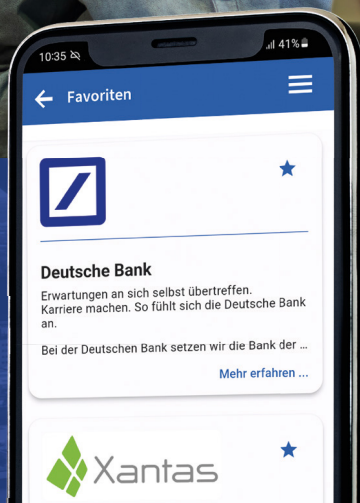 10:35 41%
Favoriten
Deutsche Bank
Erwartungen an sich selbst übertreffen.
Karriere machen. So fühlt sich die Deutsche Bank
an.
Bei der Deutschen Bank setzen wir die Bank der ...
Mehr erfahren ...
Xantas